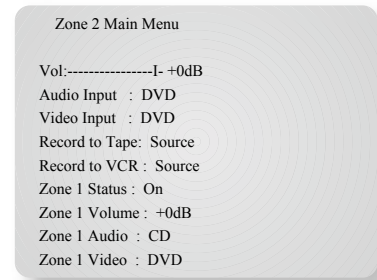 Zone 2 Main Menu
Vol:----------------I- +0dB
Audio Input : DVD
Video Input : DVD
Record to Tape: Source
Record to VCR : Source
Zone 1 Status : On
Zone 1 Volume : +0dB
Zone 1 Audio : CD
Zone 1 Video : DVD